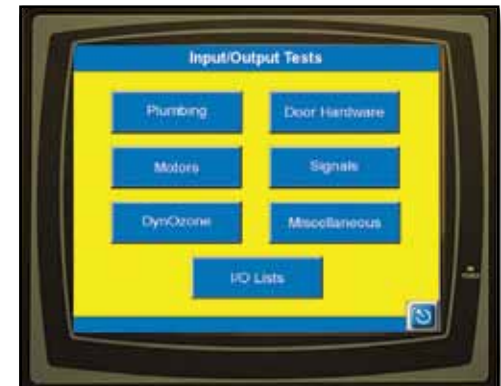 Input/Output Tests
Plumbing Door Hardware
Motors Signals
DynOzone Miscellaneous
I/O Lists